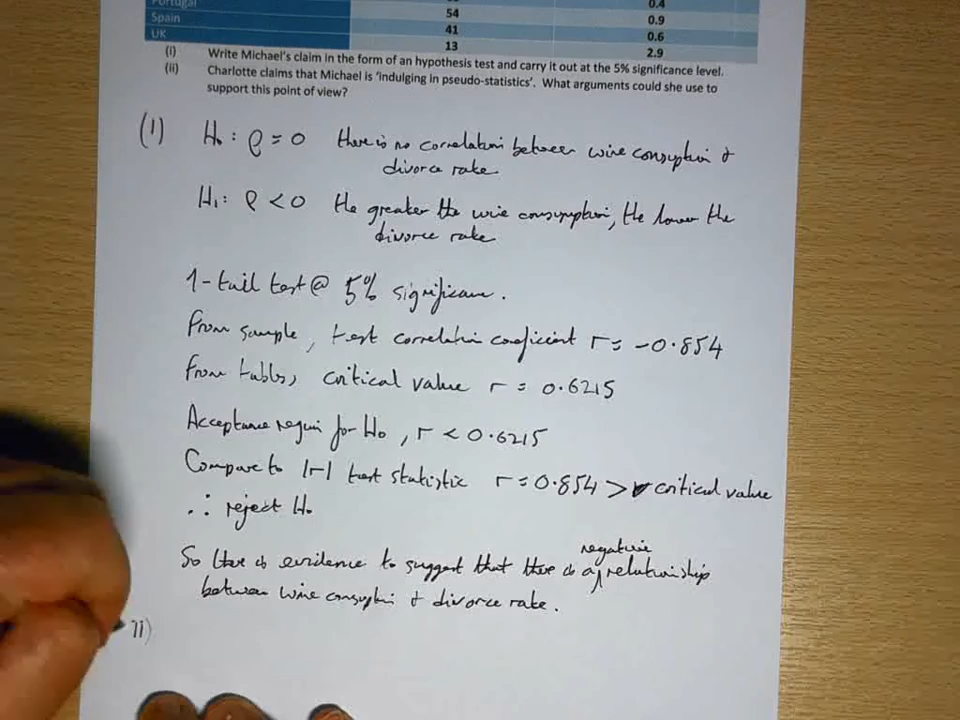 Portugal 0.4
Spain 54 0.9
UK 41 0.6
13 2.9
(i) Write Michael's claim in the form of an hypothesis test and carry it out at the 5% significance level.
(ii) Charlotte claims that Michael is 'indulging in pseudo-statistics'. What arguments could she use to
support this point of view?
(1) H₀ : ρ = 0 there is no correlation between wine consumption &
divorce rate
H₁ : ρ < 0 the greater the wine consumption, the lower the
divorce rate
1-tail test @ 5% significance.
From sample, test correlation coefficient r = -0.854
From tables, critical value r = 0.6215
Acceptance region for H₀, r < 0.6215
Compare to |r| test statistic r = 0.854 > critical value
∴ reject H₀
So there is evidence to suggest that there is a negative relationship
between wine consumption & divorce rate.
ii)